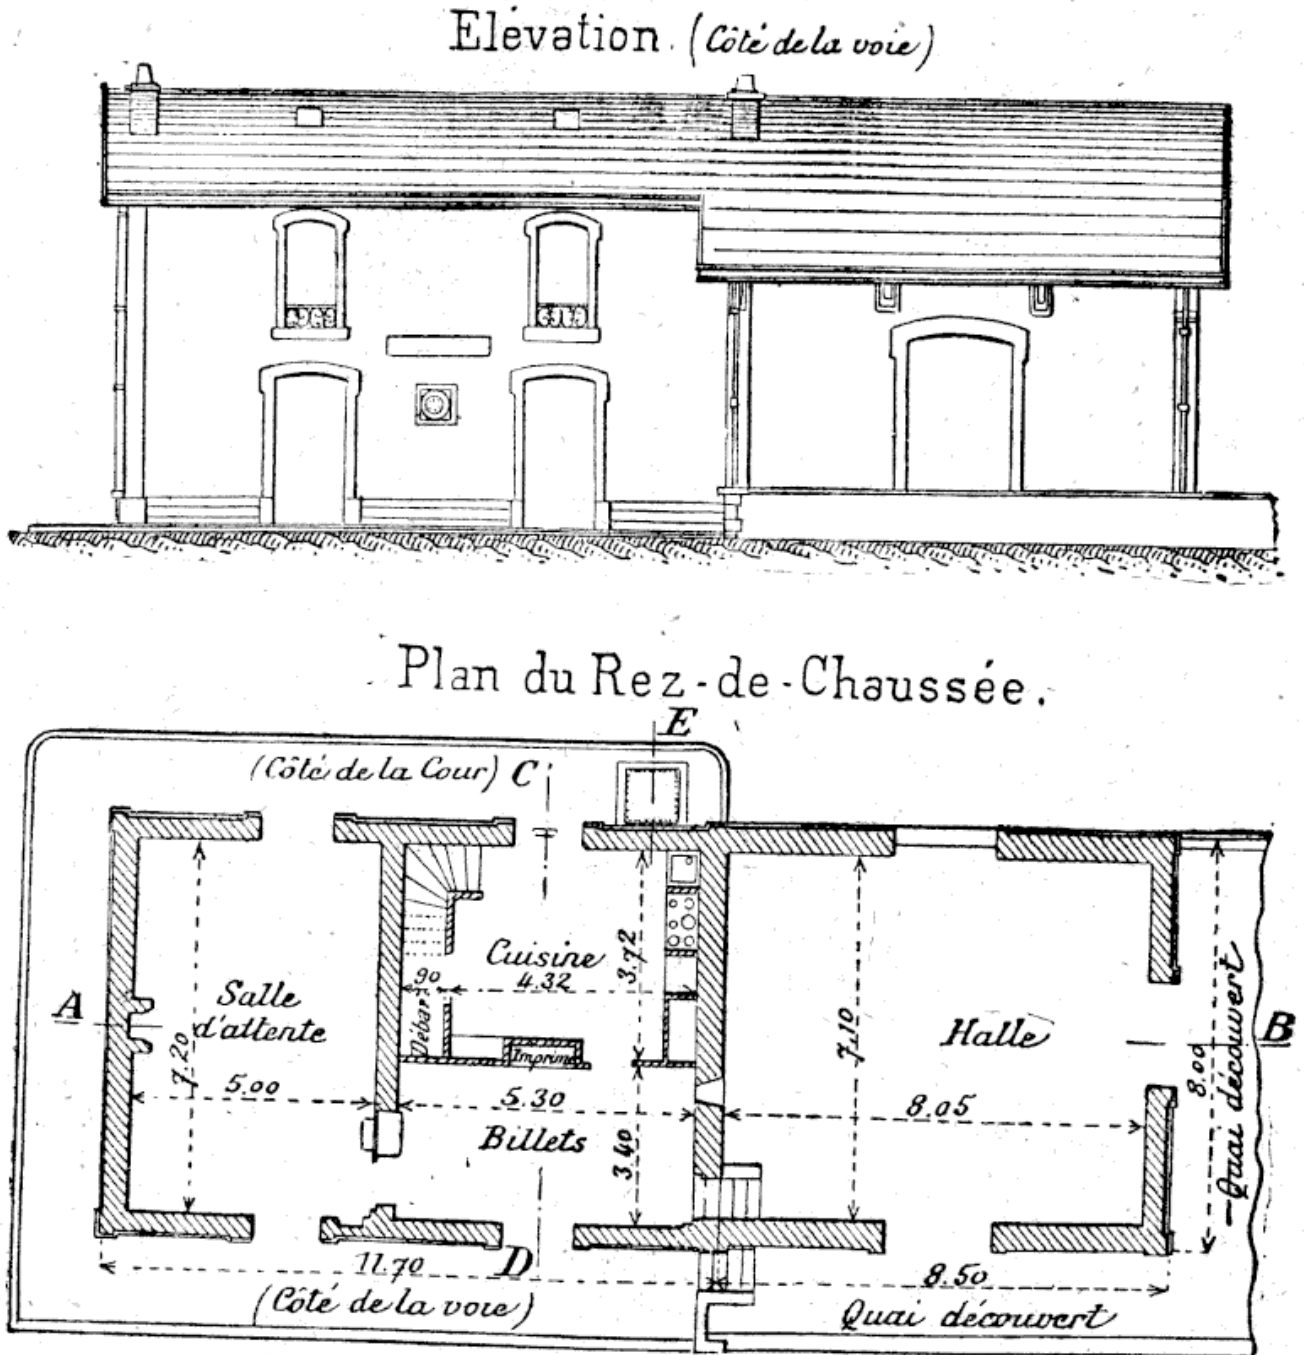 Elévation. (Côté de la voie)
Plan du Rez-de-Chaussée.
E
(Côté de la Cour) C
Cuisine
3.72
90
4.32
Salle
d'attente
A
7.20
Débar.
Imprim
5.00
5.30
Billets
3.40
7.10
Halle
B
8.05
8.00
Quai découvert
11.70
D
8.50
(Côté de la voie)
Quai découvert